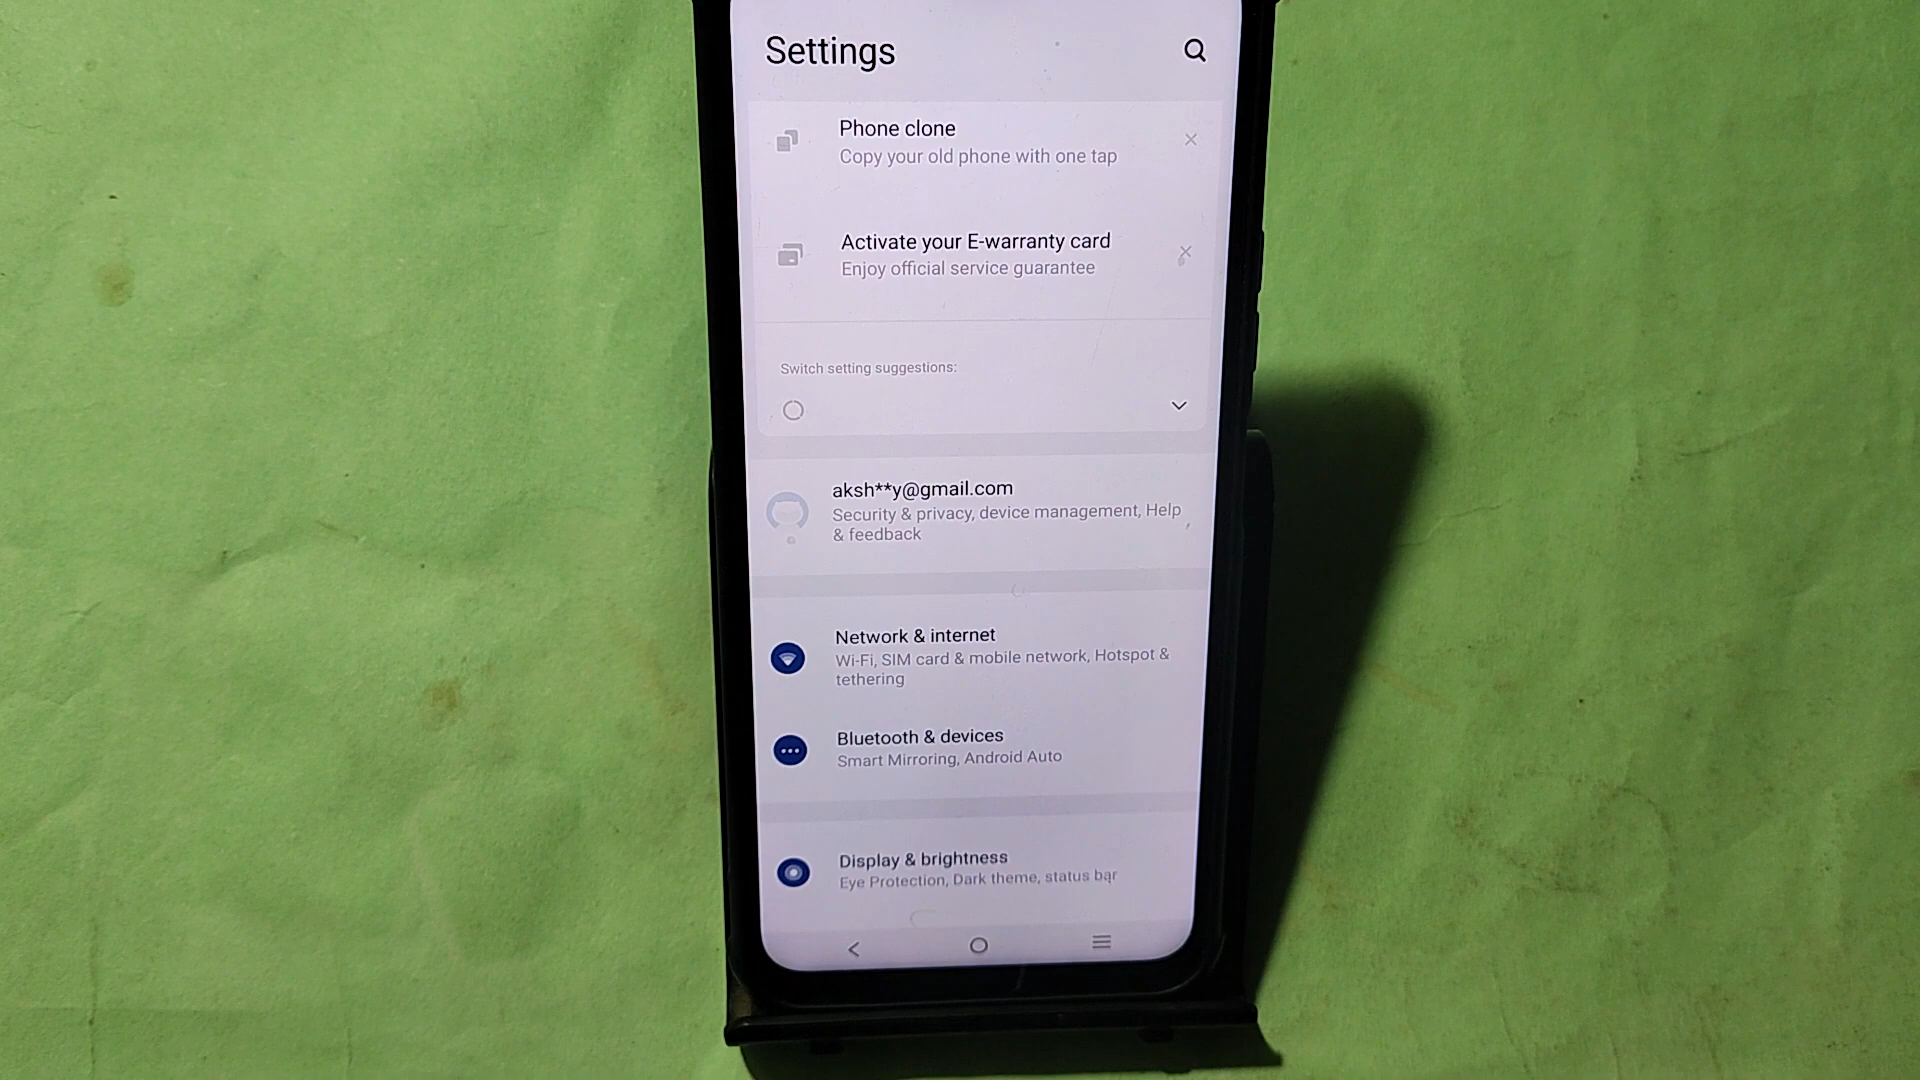 Settings
Phone clone
Copy your old phone with one tap
Activate your E-warranty card
Enjoy official service guarantee
Switch setting suggestions:
aksh**y@gmail.com
Security & privacy, device management, Help
& feedback
Network & internet
Wi-Fi, SIM card & mobile network, Hotspot &
tethering
Bluetooth & devices
Smart Mirroring, Android Auto
Display & brightness
Eye Protection, Dark theme, status bar